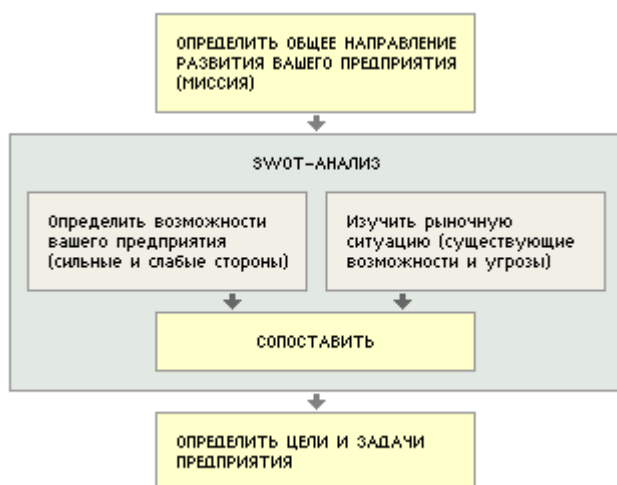 ОПРЕДЕЛИТЬ ОБЩЕЕ НАПРАВЛЕНИЕ
РАЗВИТИЯ ВАШЕГО ПРЕДПРИЯТИЯ
(МИССИЯ)
SWOT-АНАЛИЗ
Определить возможности
вашего предприятия
(сильные и слабые стороны)
Изучить рыночную
ситуацию (существующие
возможности и угрозы)
СОПОСТАВИТЬ
ОПРЕДЕЛИТЬ ЦЕЛИ И ЗАДАЧИ
ПРЕДПРИЯТИЯ